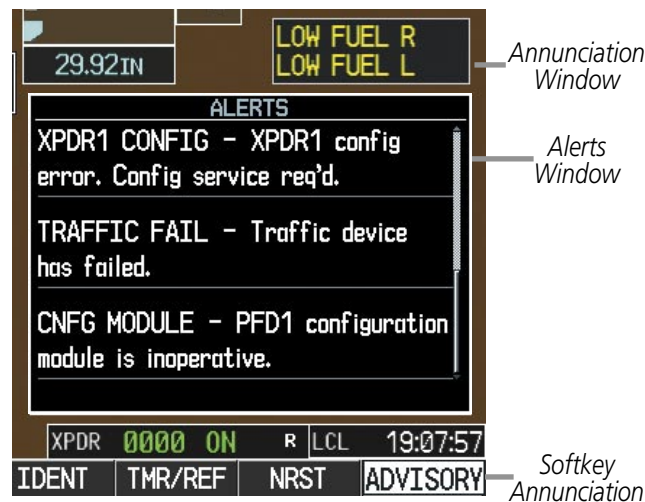 29.92IN
LOW FUEL R
LOW FUEL L
Annunciation
Window
ALERTS
XPDR1 CONFIG – XPDR1 config
error. Config service req'd.
Alerts
Window
TRAFFIC FAIL – Traffic device
has failed.
CNFG MODULE – PFD1 configuration
module is inoperative.
XPDR 0000 ON R LCL 19:07:57
IDENT TMR/REF NRST ADVISORY
Softkey
Annunciation